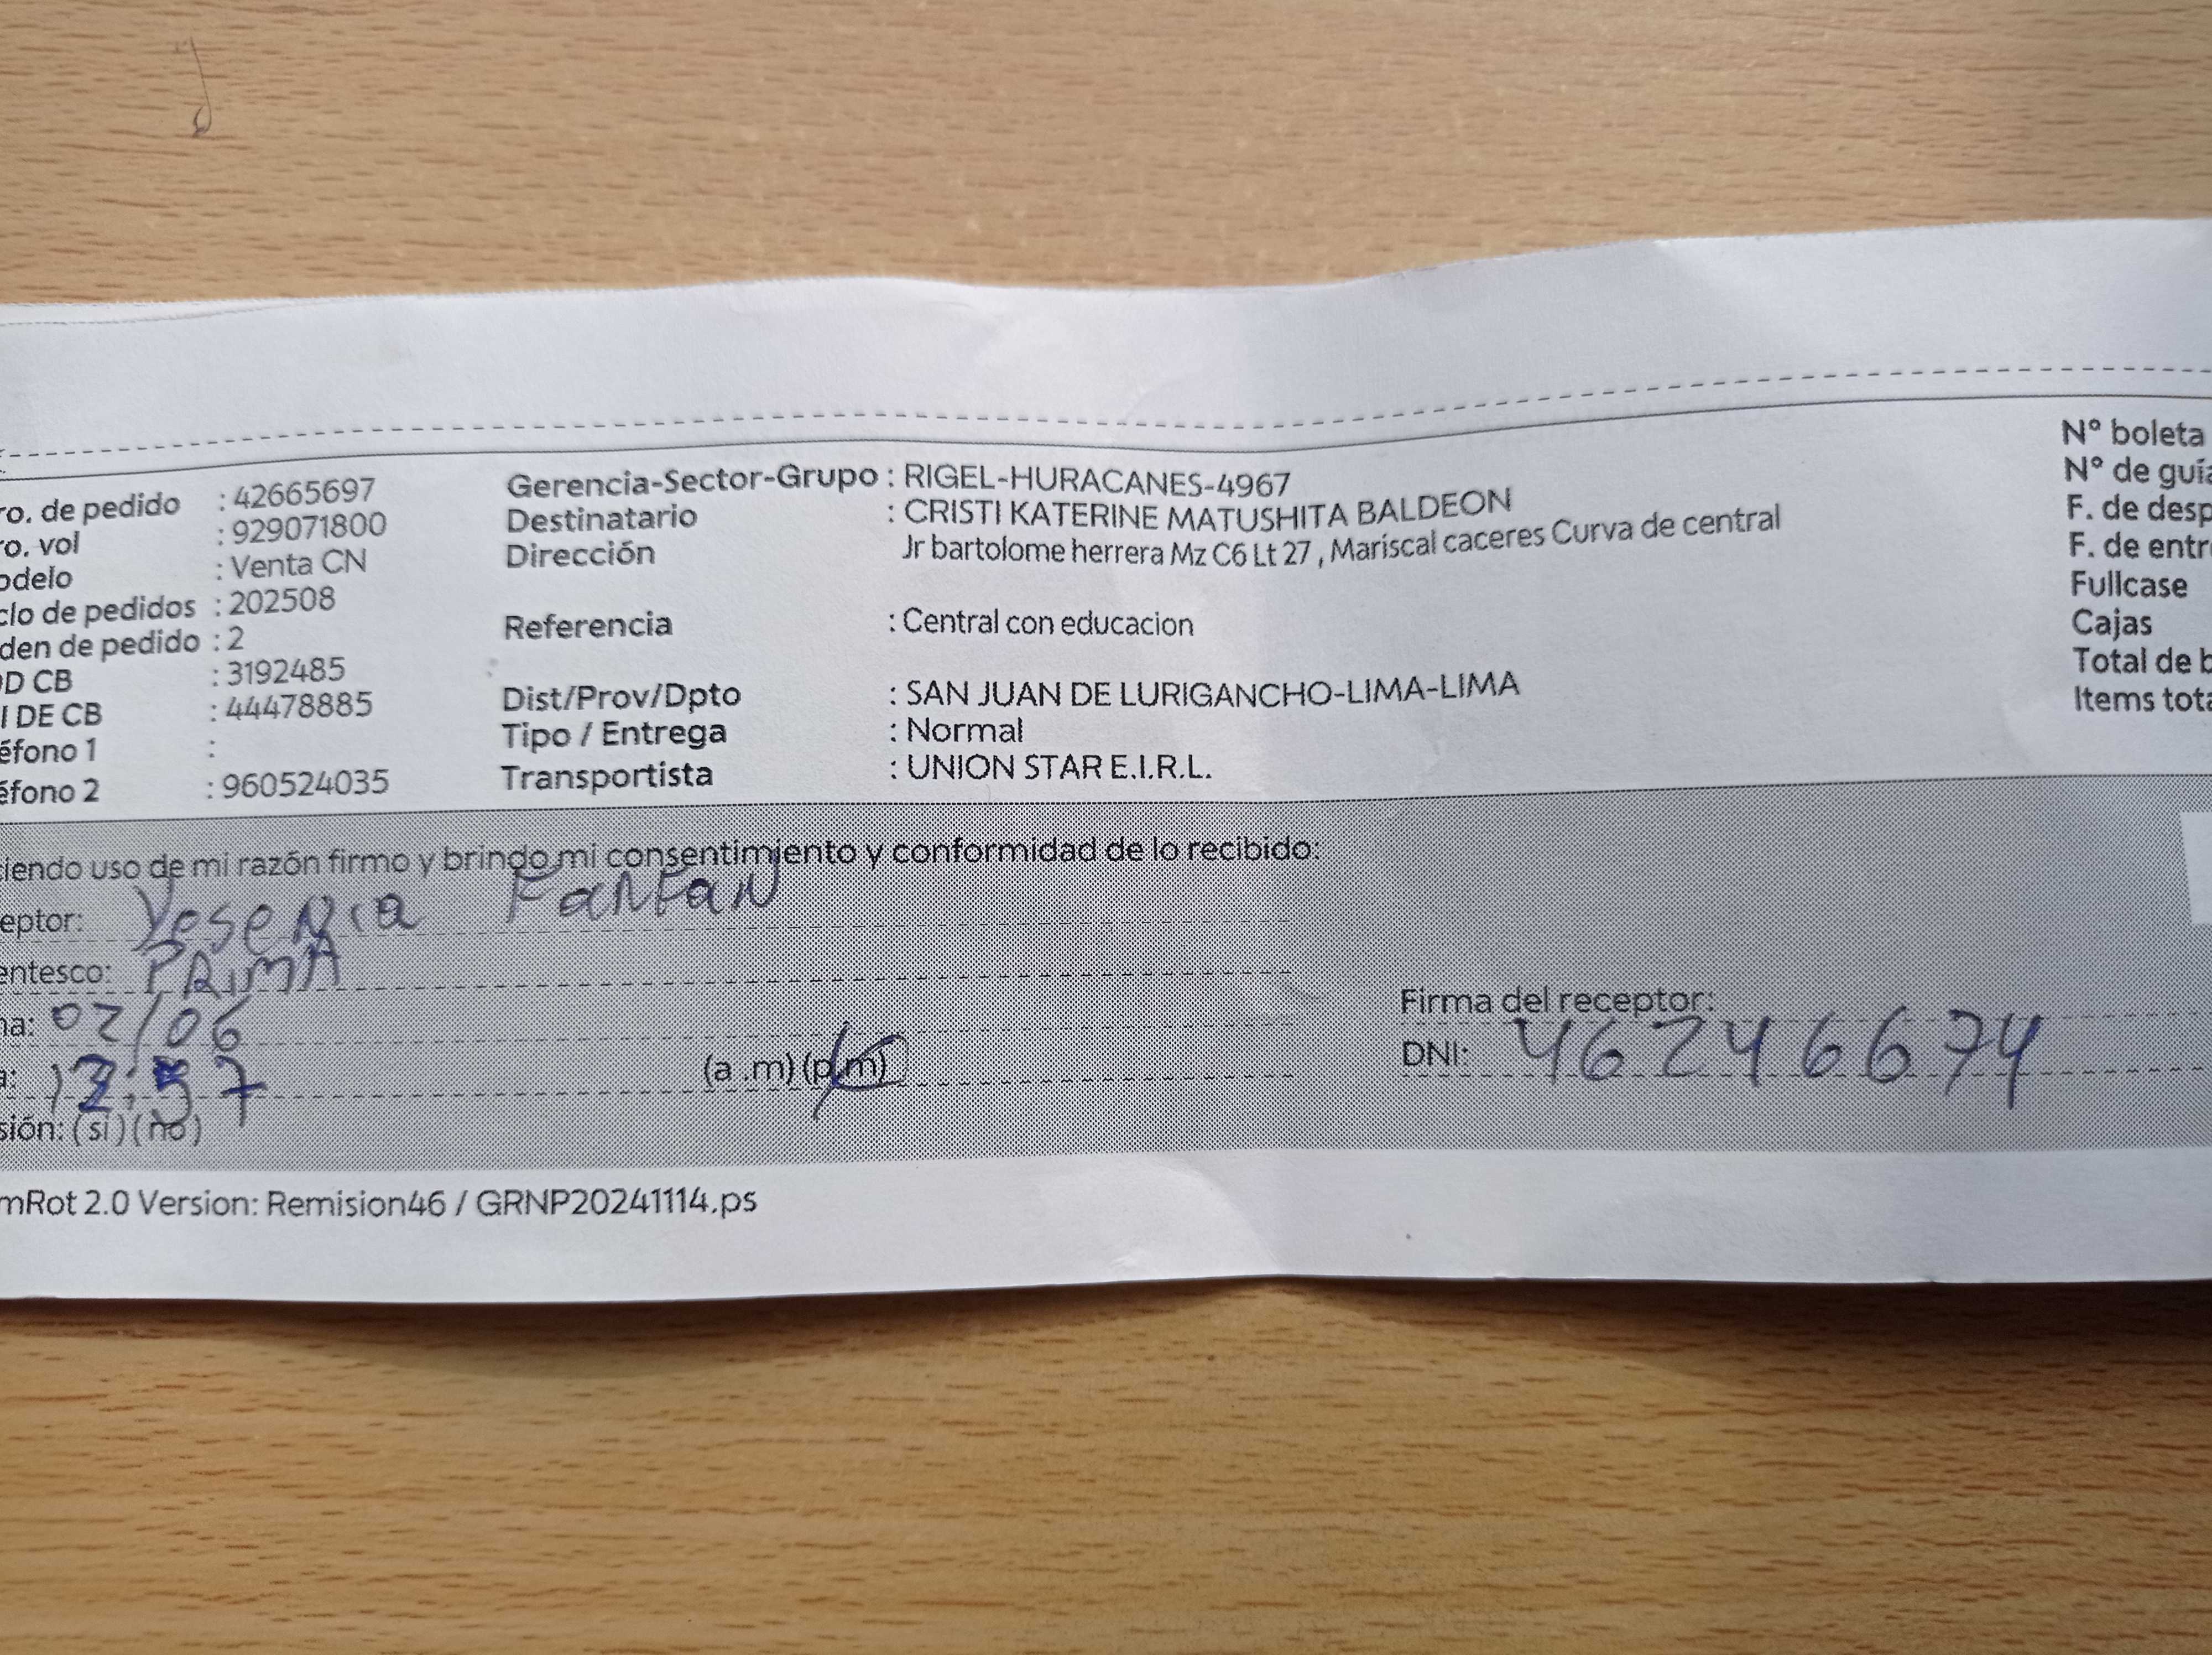 ro. de pedido : 42665697
o. vol : 929071800
odelo : Venta CN
clo de pedidos : 202508
den de pedido : 2
D CB : 3192485
I DE CB : 44478885
éfono 1 :
éfono 2 : 960524035
Gerencia-Sector-Grupo : RIGEL-HURACANES-4967
Destinatario : CRISTI KATERINE MATUSHITA BALDEON
Dirección Jr bartolome herrera Mz C6 Lt 27 , Mariscal caceres Curva de central
Referencia : Central con educacion
Dist/Prov/Dpto : SAN JUAN DE LURIGANCHO-LIMA-LIMA
Tipo / Entrega : Normal
Transportista : UNION STAR E.I.R.L.
N° boleta
N° de guía
F. de desp
F. de entr
Fullcase
Cajas
Total de b
Items tota
iendo uso de mi razón firmo y brindo mi consentimiento y conformidad de lo recibido:
eptor: Yesenia Farfan
entesco: PRimA
na: 02/06
a: 12:57 (a .m) (p.m)
sión: (si) (no)
Firma del receptor:
DNI: 46246674
mRot 2.0 Version: Remision46 / GRNP20241114.ps